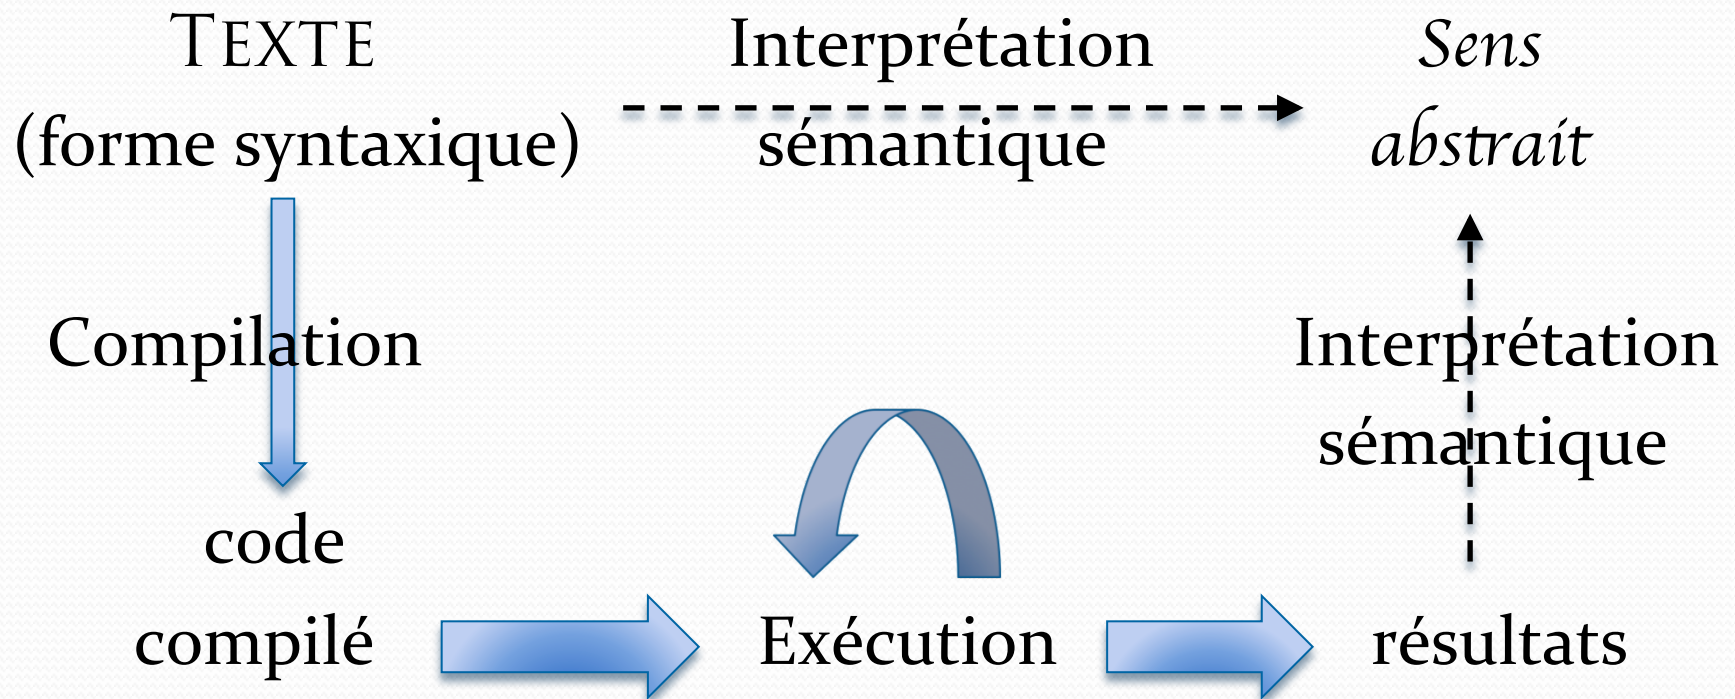 TEXTE
(forme syntaxique)
Interprétation
sémantique
Sens
abstrait
Compilation
Interprétation
sémantique
code
compilé
Exécution
résultats